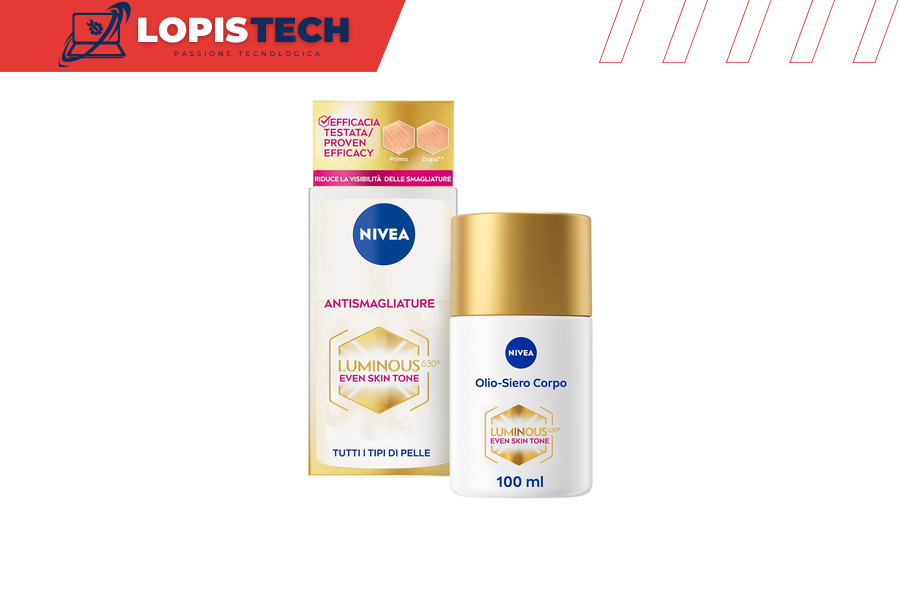 LOPISTECH
PASSIONE TECNOLOGICA
EFFICACIA
TESTATA/
PROVEN
EFFICACY
Prima
Dopo**
RIDUCE LA VISIBILITÀ DELLE SMAGLIATURE
NIVEA
ANTISMAGLIATURE
LUMINOUS630®
EVEN SKIN TONE
TUTTI I TIPI DI PELLE
NIVEA
Olio-Siero Corpo
LUMINOUS630®
EVEN SKIN TONE
100 ml